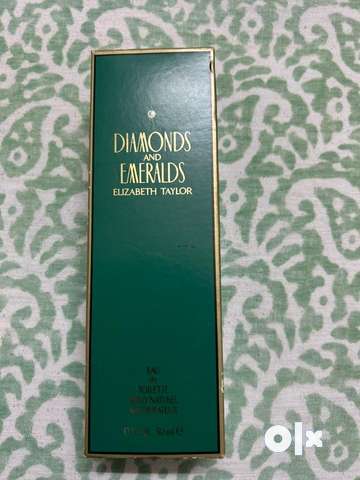 DIAMONDS
AND
EMERALDS
ELIZABETH TAYLOR
EAU
de
TOILETTE
olx